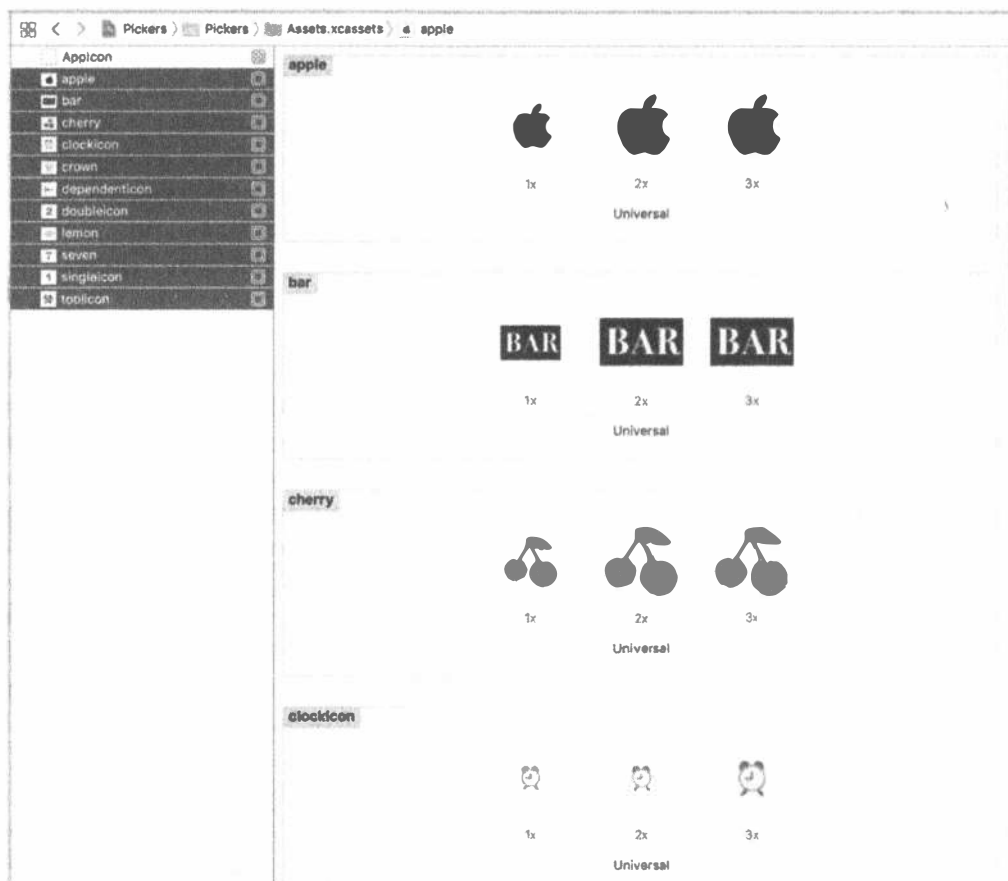 Pickers Pickers Assets.xcassets apple
AppIcon
apple
bar
cherry
clockicon
crown
dependenticon
doubleicon
lemon
seven
singleicon
toolicon
apple
1x 2x 3x
Universal
bar
BAR BAR BAR
1x 2x 3x
Universal
cherry
1x 2x 3x
Universal
clockicon
1x 2x 3x
Universal